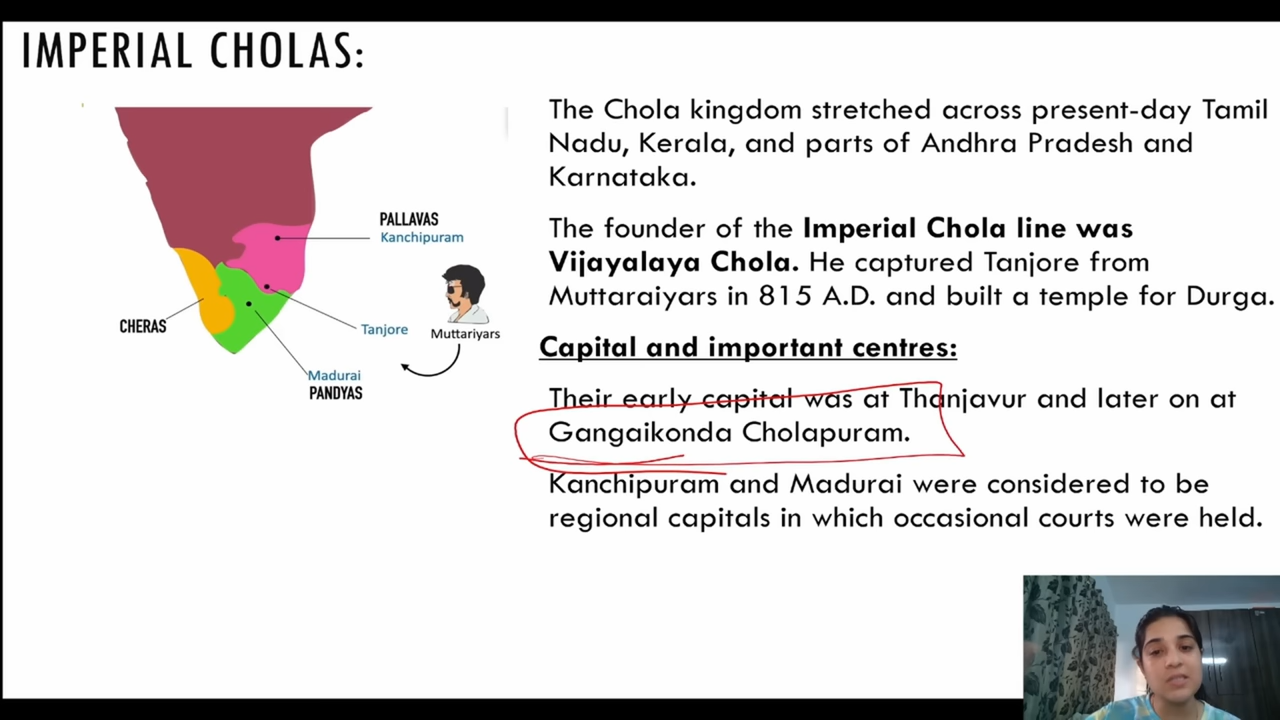 IMPERIAL CHOLAS:
PALLAVAS
Kanchipuram
CHERAS
Tanjore
Muttariyars
Madurai
PANDYAS
The Chola kingdom stretched across present-day Tamil
Nadu, Kerala, and parts of Andhra Pradesh and
Karnataka.
The founder of the Imperial Chola line was
Vijayalaya Chola. He captured Tanjore from
Muttaraiyars in 815 A.D. and built a temple for Durga.
Capital and important centres:
Their early capital was at Thanjavur and later on at
Gangaikonda Cholapuram.
Kanchipuram and Madurai were considered to be
regional capitals in which occasional courts were held.